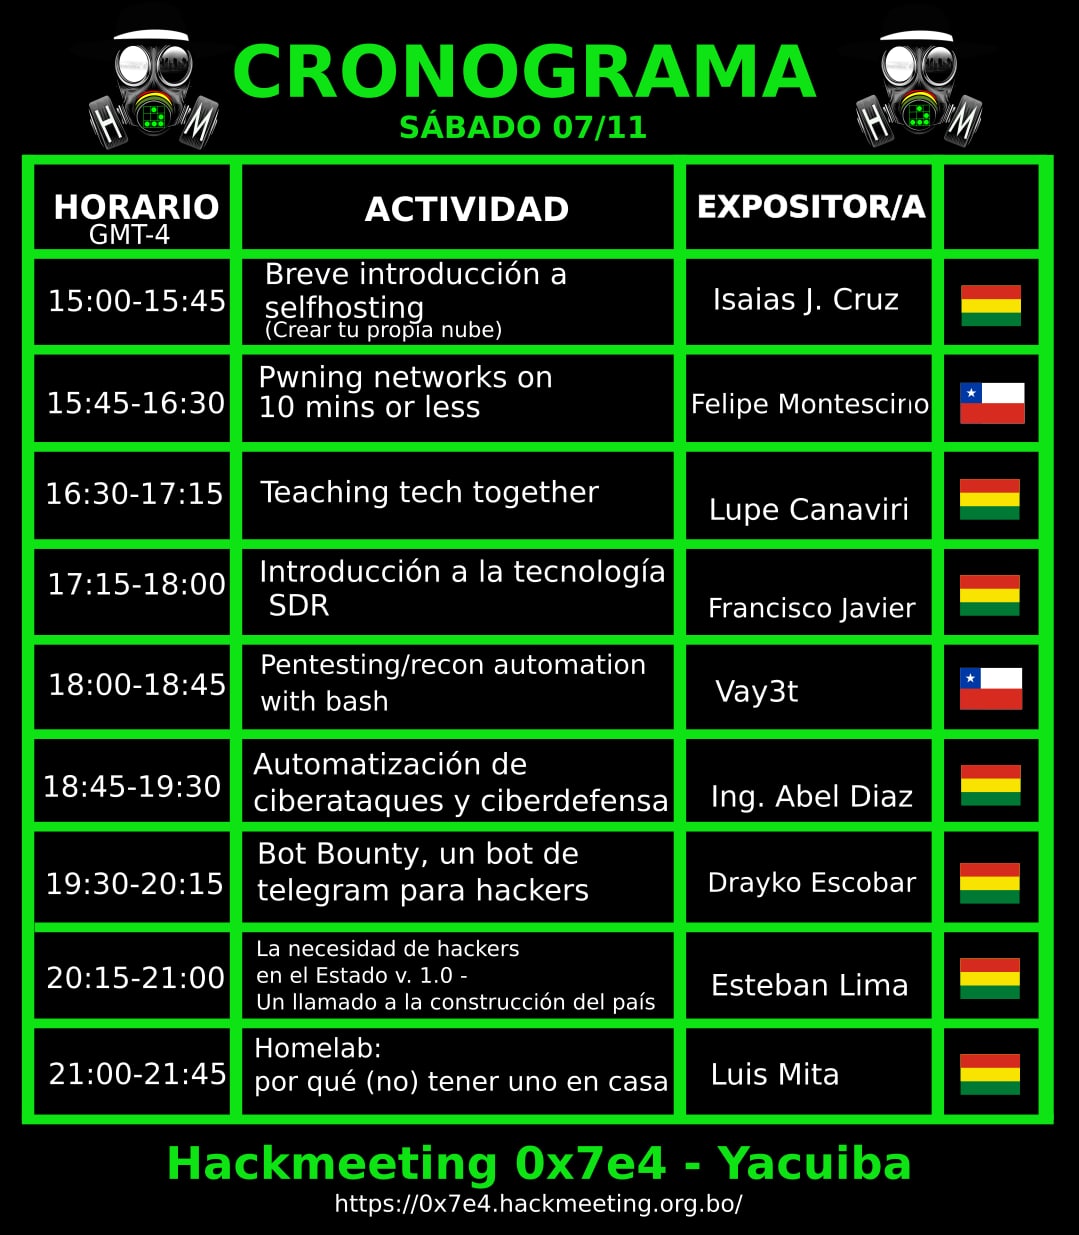 CRONOGRAMA
SÁBADO 07/11
H M
H M
HORARIO
GMT-4
ACTIVIDAD
EXPOSITOR/A
15:00-15:45
Breve introducción a
selfhosting
(Crear tu propia nube)
Isaias J. Cruz
15:45-16:30
Pwning networks on
10 mins or less
Felipe Montescino
16:30-17:15
Teaching tech together
Lupe Canaviri
17:15-18:00
Introducción a la tecnología
SDR
Francisco Javier
18:00-18:45
Pentesting/recon automation
with bash
Vay3t
18:45-19:30
Automatización de
ciberataques y ciberdefensa
Ing. Abel Diaz
19:30-20:15
Bot Bounty, un bot de
telegram para hackers
Drayko Escobar
20:15-21:00
La necesidad de hackers
en el Estado v. 1.0 -
Un llamado a la construcción del país
Esteban Lima
21:00-21:45
Homelab:
por qué (no) tener uno en casa
Luis Mita
Hackmeeting 0x7e4 - Yacuiba
https://0x7e4.hackmeeting.org.bo/